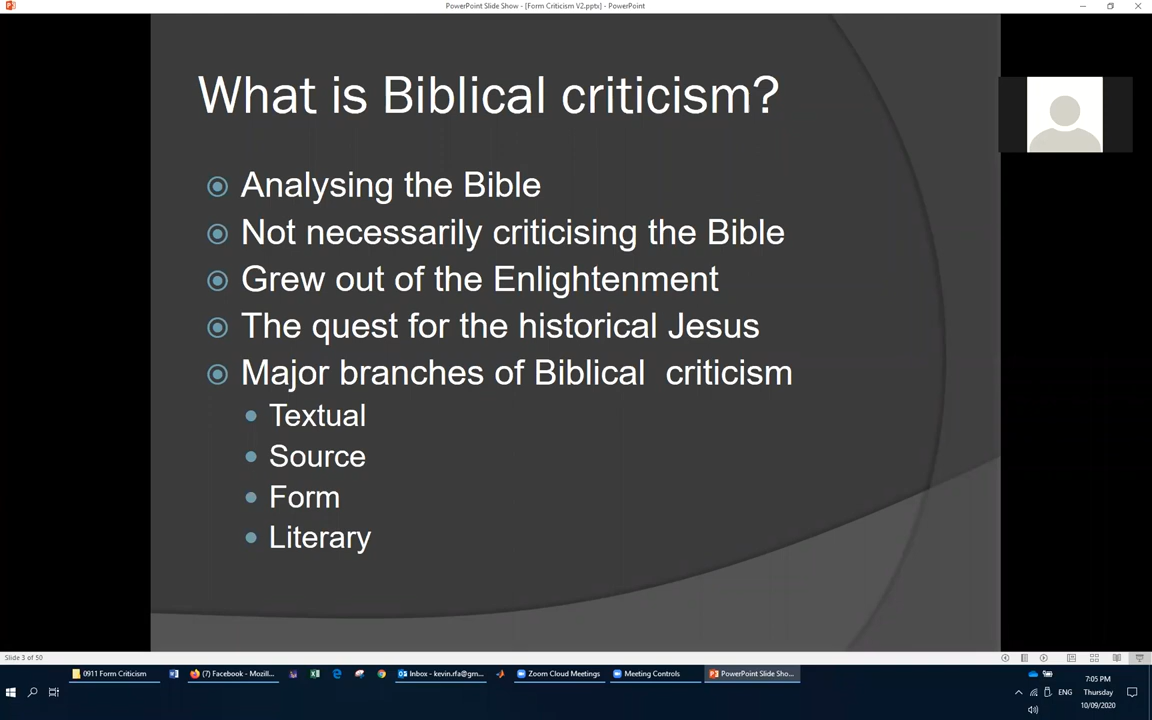 PowerPoint Slide Show - [Form Criticism V2.pptx] - PowerPoint
What is Biblical criticism?
Analysing the Bible
Not necessarily criticising the Bible
Grew out of the Enlightenment
The quest for the historical Jesus
Major branches of Biblical  criticism
Textual
Source
Form
Literary
Slide 3 of 50
0911 Form Criticism
(7) Facebook - Mozill...
Inbox - kevin.rfa@gm...
Zoom Cloud Meetings
Meeting Controls
PowerPoint Slide Sho...
7:05 PM
ENG
Thursday
10/09/2020